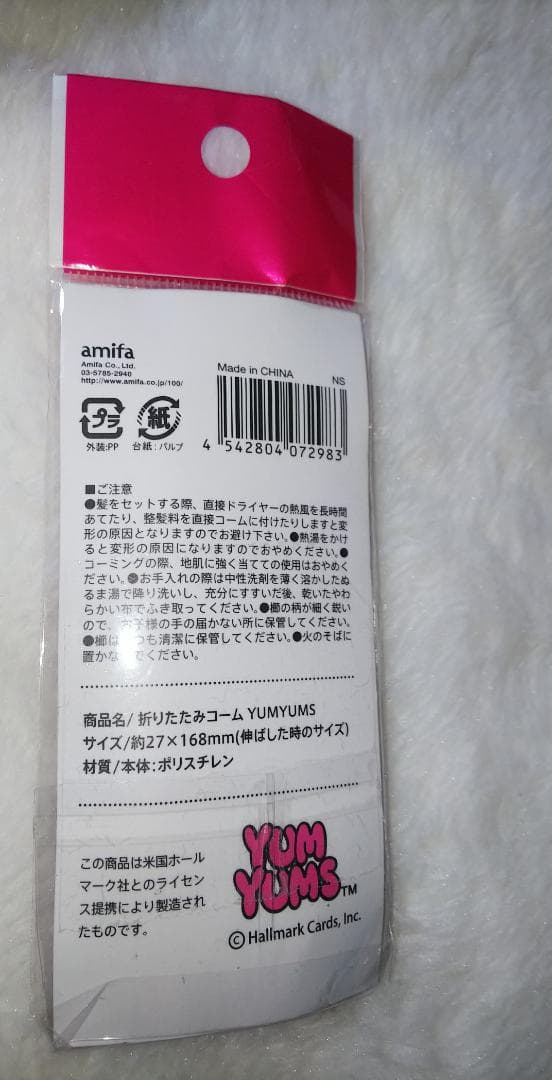 amifa
Amifa Co., Ltd.
03-5785-2940
http://www.amifa.co.jp/100/
Made in CHINA NS
プラ
外装:PP
紙
台紙:パルプ
4 542804 072983
■ご注意
●髪をセットする際、直接ドライヤーの熱風を長時間
あてたり、整髪料を直接コームに付けたりしますと変
形の原因となりますのでお避け下さい。●熱湯をかけ
ると変形の原因になりますのでおやめください。●
コーミングの際、地肌に強く当てての使用はおやめく
ださい。●お手入れの際は中性洗剤を薄く溶かしたぬ
るま湯で降り洗いし、充分にすすいだ後、乾いたやわ
らかい布でふき取ってください。●櫛の柄が細く鋭い
ので、お子様の手の届かない所に保管してください。
●櫛はいつも清潔に保管してください。●火のそばに
置かないでください。
商品名/折りたたみコーム YUMYUMS
サイズ/約27×168mm(伸ばした時のサイズ)
材質/本体:ポリスチレン
この商品は米国ホール
マーク社とのライセン
ス提携により製造され
たものです。
YUM
YUMS™
© Hallmark Cards, Inc.